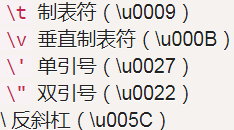 \t 制表符（\u0009）
\v 垂直制表符（\u000B）
\' 单引号（\u0027）
\" 双引号（\u0022）
\ 反斜杠（\u005C）